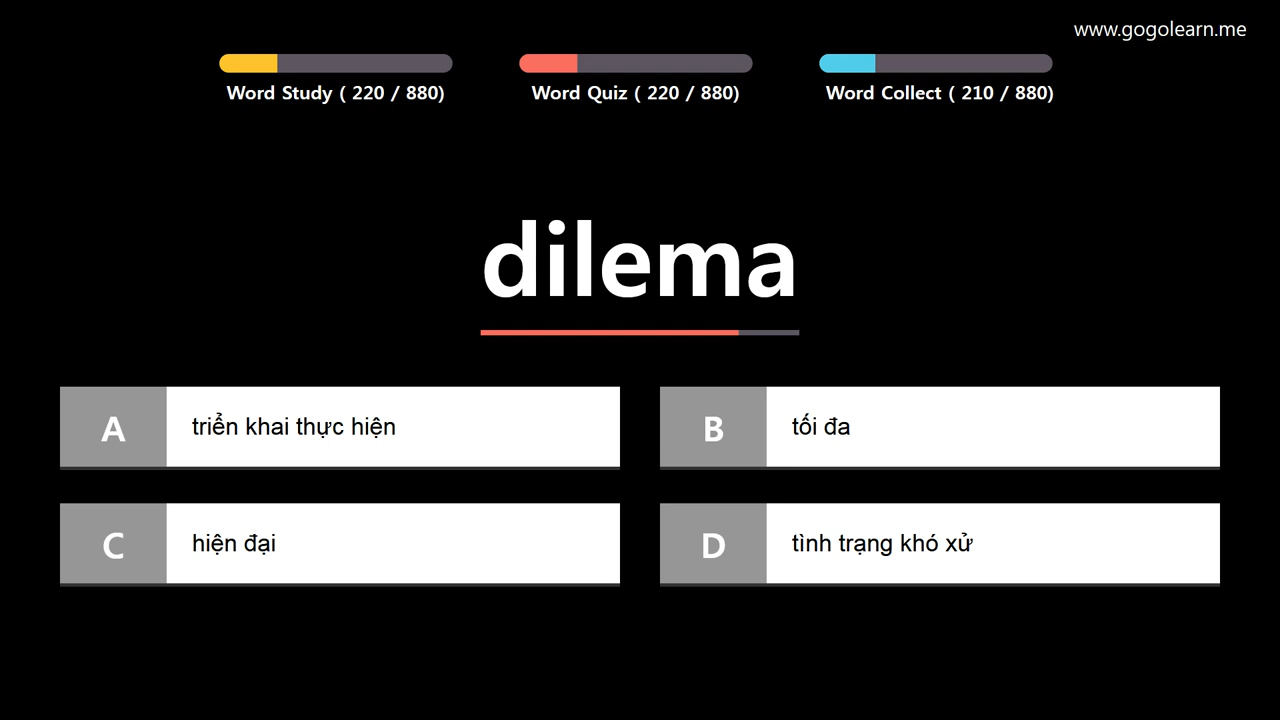 www.gogolearn.me
Word Study ( 220 / 880)
Word Quiz ( 220 / 880)
Word Collect ( 210 / 880)
dilema
A triển khai thực hiện
B tối đa
C hiện đại
D tình trạng khó xử